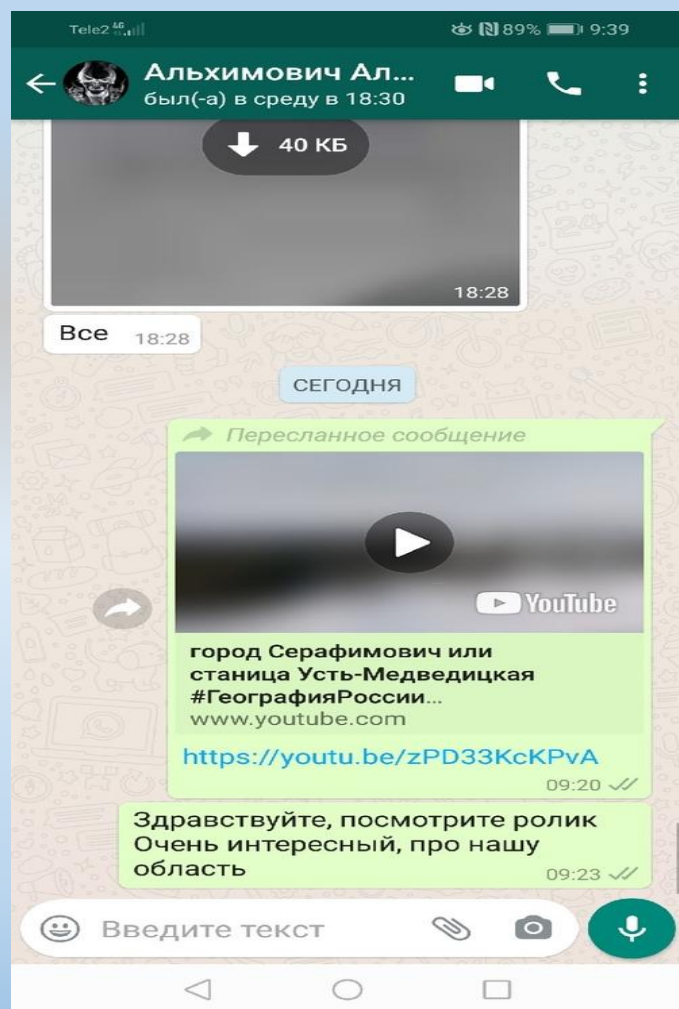 Tele2 4G 89% 9:39
Альхимович Ал...
был(-а) в среду в 18:30
40 КБ
18:28
Все 18:28
СЕГОДНЯ
Пересланное сообщение
YouTube
город Серафимович или
станица Усть-Медведицкая
#ГеографияРоссии...
www.youtube.com
https://youtu.be/zPD33KcKPvA
09:20
Здравствуйте, посмотрите ролик
Очень интересный, про нашу
область
09:23
Введите текст